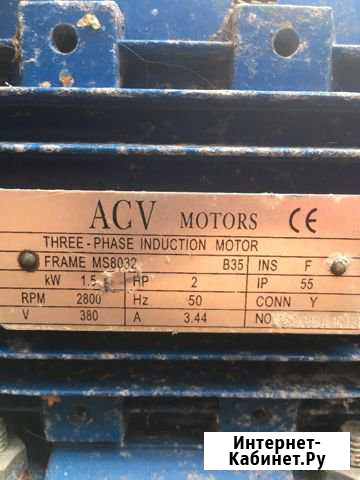 ACV MOTORS CE
THREE-PHASE INDUCTION MOTOR
FRAME MS8032 B35 INS F
kW 1.5 HP 2 IP 55
RPM 2800 Hz 50 CONN Y
V 380 A 3.44 NO
Интернет-
Кабинет.Ру